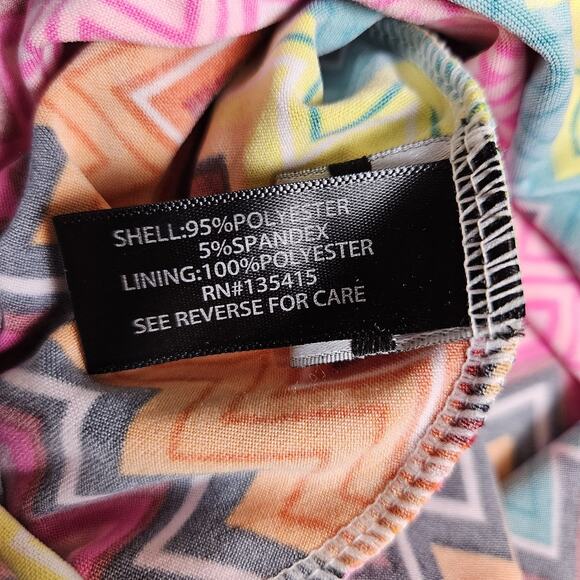 SHELL:95%POLYESTER
5%SPANDEX
LINING:100%POLYESTER
RN#135415
SEE REVERSE FOR CARE